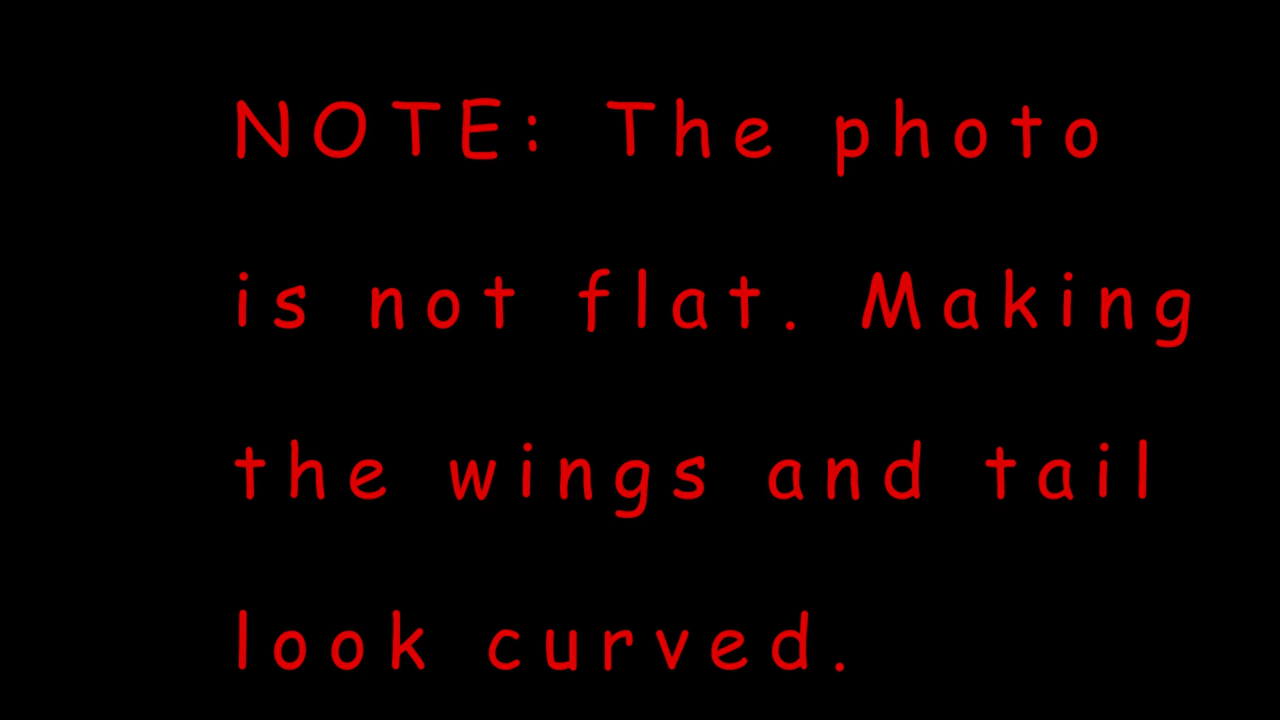 NOTE: The photo
is not flat. Making
the wings and tail
look curved.